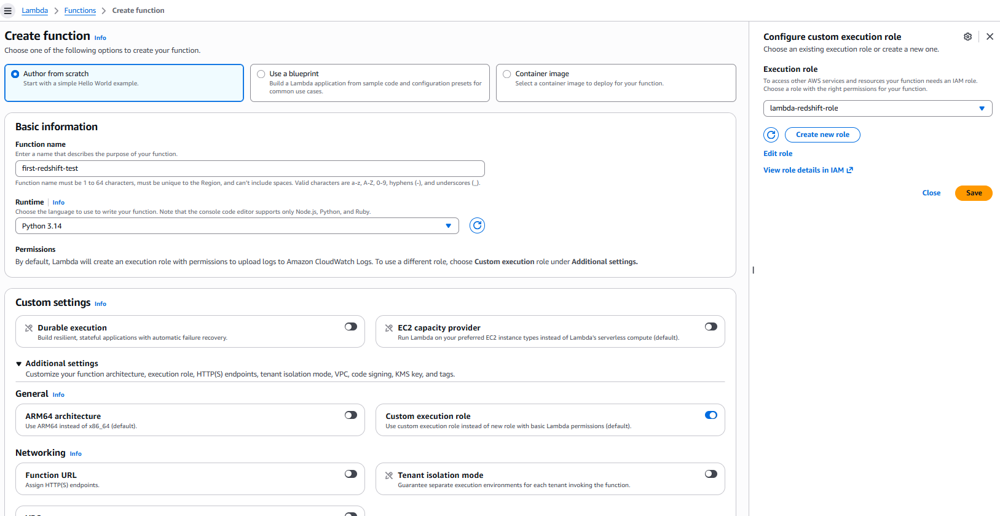 Lambda > Functions > Create function
Create function Info
Choose one of the following options to create your function.
Author from scratch
Start with a simple Hello World example.
Use a blueprint
Build a Lambda application from sample code and configuration presets for
common use cases.
Container image
Select a container image to deploy for your function.
Basic information
Function name
Enter a name that describes the purpose of your function.
first-redshift-test
Function name must be 1 to 64 characters, must be unique to the Region, and can't include spaces. Valid characters are a-z, A-Z, 0-9, hyphens (-), and underscores (_).
Runtime | Info
Choose the language to use to write your function. Note that the console code editor supports only Node.js, Python, and Ruby.
Python 3.14
Permissions
By default, Lambda will create an execution role with permissions to upload logs to Amazon CloudWatch Logs. To use a different role, choose Custom execution role under Additional settings.
Custom settings Info
Durable execution
Build resilient, stateful applications with automatic failure recovery.
EC2 capacity provider
Run Lambda on your preferred EC2 instance types instead of Lambda's serverless compute (default).
Additional settings
Customize your function architecture, execution role, HTTP(S) endpoints, tenant isolation mode, VPC, code signing, KMS key, and tags.
General Info
ARM64 architecture
Use ARM64 instead of x86_64 (default).
Custom execution role
Use custom execution role instead of new role with basic Lambda permissions (default).
Networking Info
Function URL
Assign HTTP(S) endpoints.
Tenant isolation mode
Guarantee separate execution environments for each tenant invoking the function.
Configure custom execution role
Choose an existing execution role or create a new one.
Execution role
To access other AWS services and resources your function needs an IAM role.
Choose a role with the right permissions for your function.
lambda-redshift-role
Create new role
Edit role
View role details in IAM
Close
Save